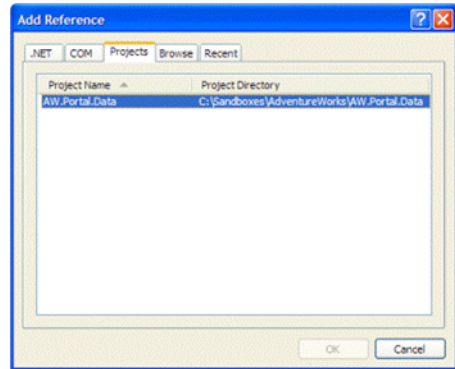 Add Reference
.NET COM Projects Browse Recent
Project Name Project Directory
AW.Portal.Data C:\Sandboxes\AdventureWorks\AW.Portal.Data
OK Cancel